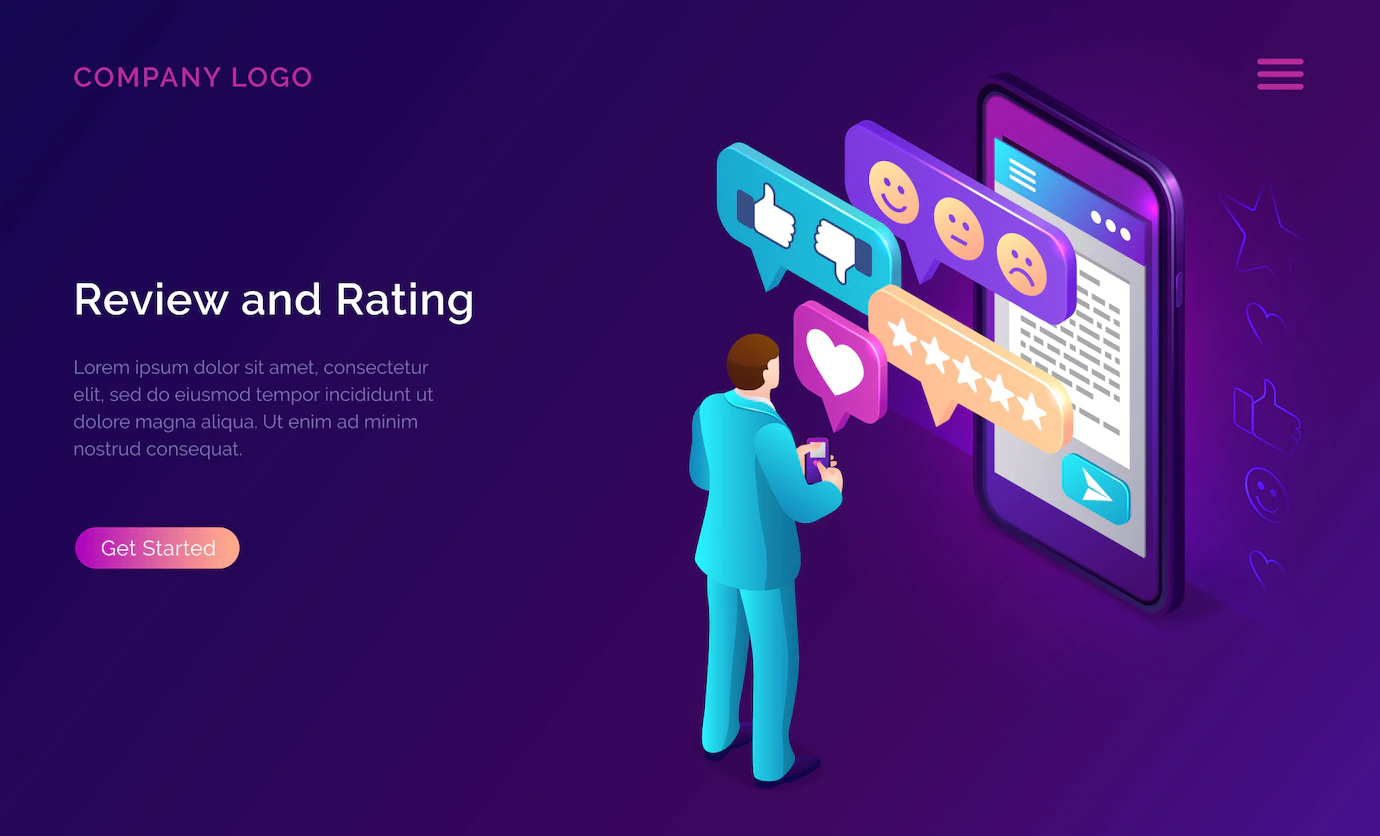 COMPANY LOGO
Review and Rating
Lorem ipsum dolor sit amet, consectetur
elit, sed do eiusmod tempor incididunt ut
dolore magna aliqua. Ut enim ad minim
nostrud consequat.
Get Started